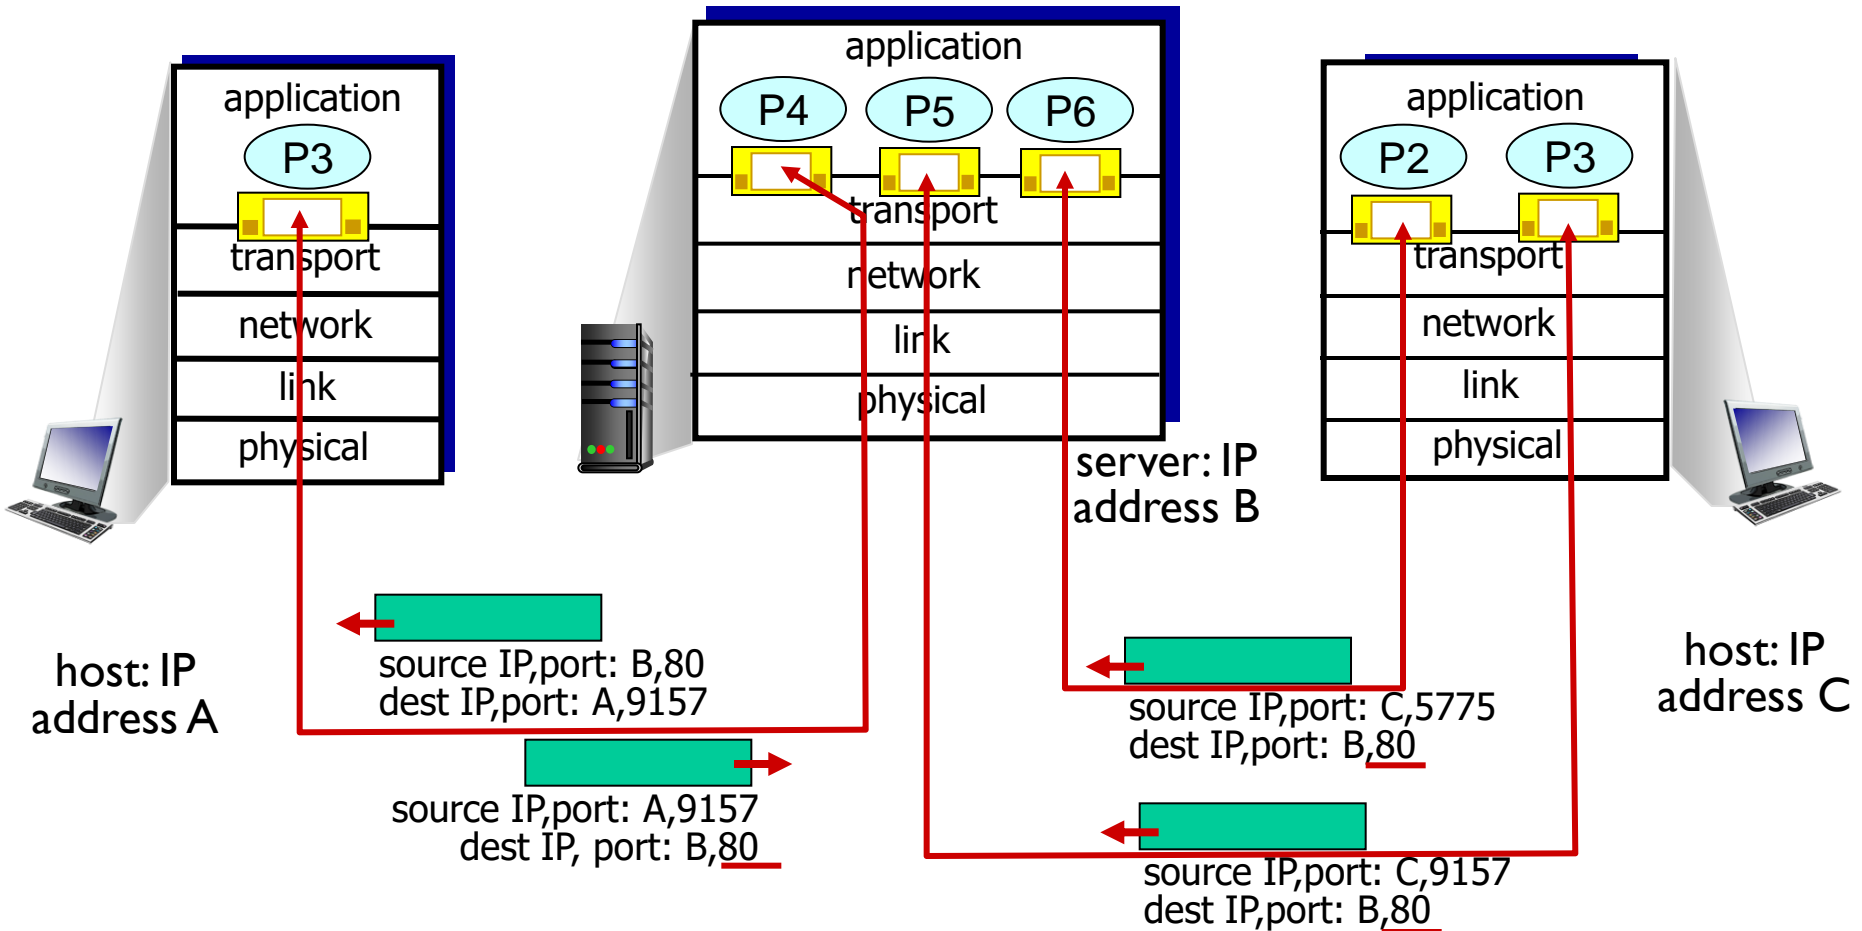 application
P3
transport
network
link
physical
host: IP
address A
application
P4
P5
P6
transport
network
link
physical
server: IP
address B
application
P2
P3
transport
network
link
physical
host: IP
address C
source IP,port: B,80
dest IP,port: A,9157
source IP,port: A,9157
dest IP, port: B,80
source IP,port: C,5775
dest IP,port: B,80
source IP,port: C,9157
dest IP,port: B,80